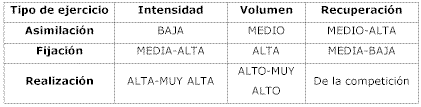 Tipo de ejercicio Intensidad Volumen Recuperación
Asimilación BAJA MEDIO MEDIO-ALTA
Fijación MEDIA-ALTA ALTA MEDIA-BAJA
Realización ALTA-MUY ALTA ALTO-MUY ALTO De la competición